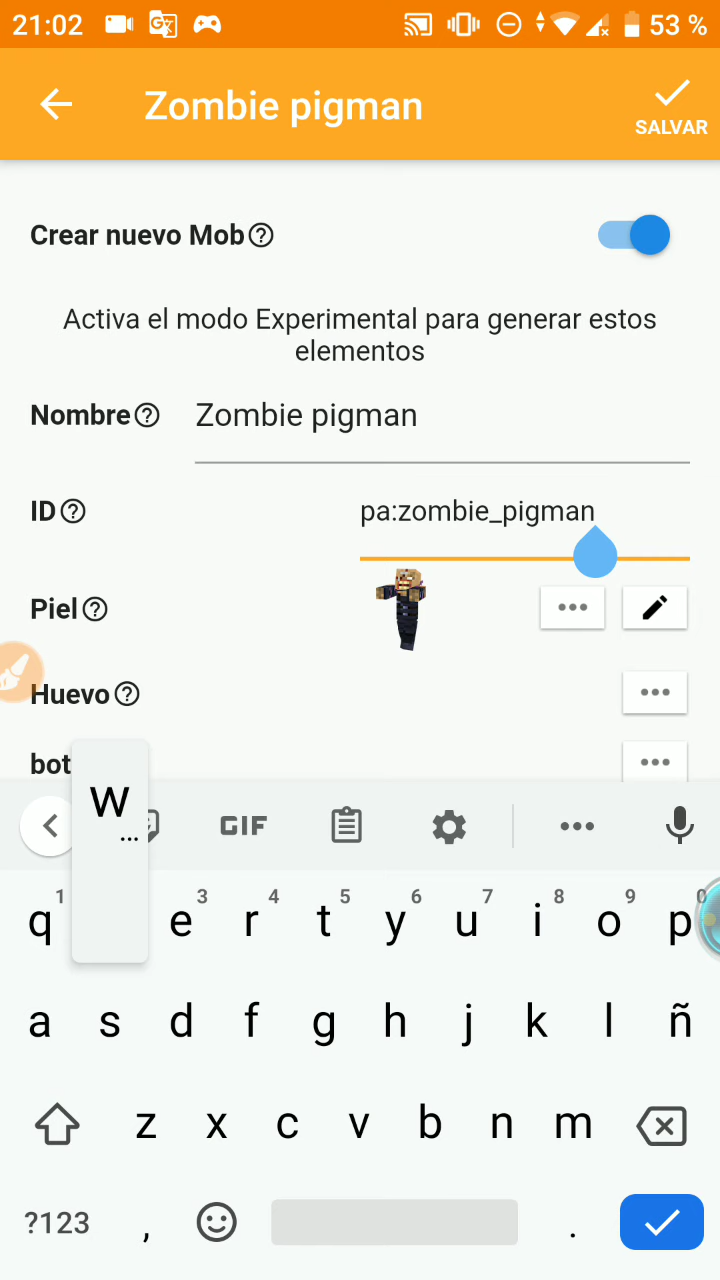 21:02 53 %
Zombie pigman
SALVAR
Crear nuevo Mob
Activa el modo Experimental para generar estos
elementos
Nombre Zombie pigman
ID pa:zombie_pigman
Piel ...
Huevo ...
bot ...
w
...
GIF ...
q 1 e 3 r 4 t 5 y 6 u 7 i 8 o 9 p 0
a s d f g h j k l ñ
z x c v b n m
?123 , .